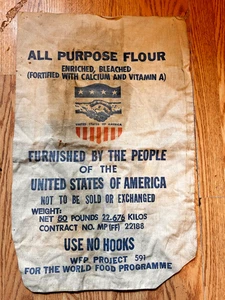 ALL PURPOSE FLOUR
ENRICHED, BLEACHED
(FORTIFIED WITH CALCIUM AND VITAMIN A)
UNITED STATES OF AMERICA
FURNISHED BY THE PEOPLE
OF THE
UNITED STATES OF AMERICA
NOT TO BE SOLD OR EXCHANGED
WEIGHT:
NET 50 POUNDS 22.676 KILOS
CONTRACT NO. MP(FF) 22188
USE NO HOOKS
WFP PROJECT 591
FOR THE WORLD FOOD PROGRAMME